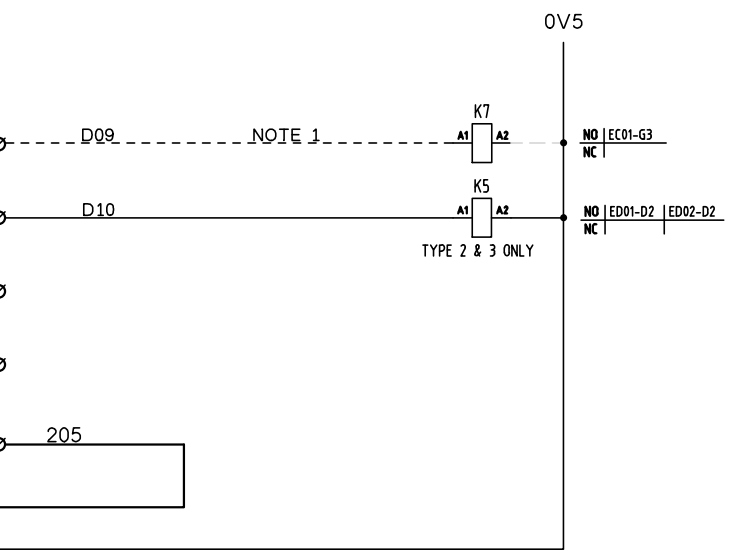 0V5
K7
D09 NOTE 1 A1 A2 NO EC01-G3
NC
K5
D10 A1 A2 NO ED01-D2 ED02-D2
NC
TYPE 2 & 3 ONLY
205